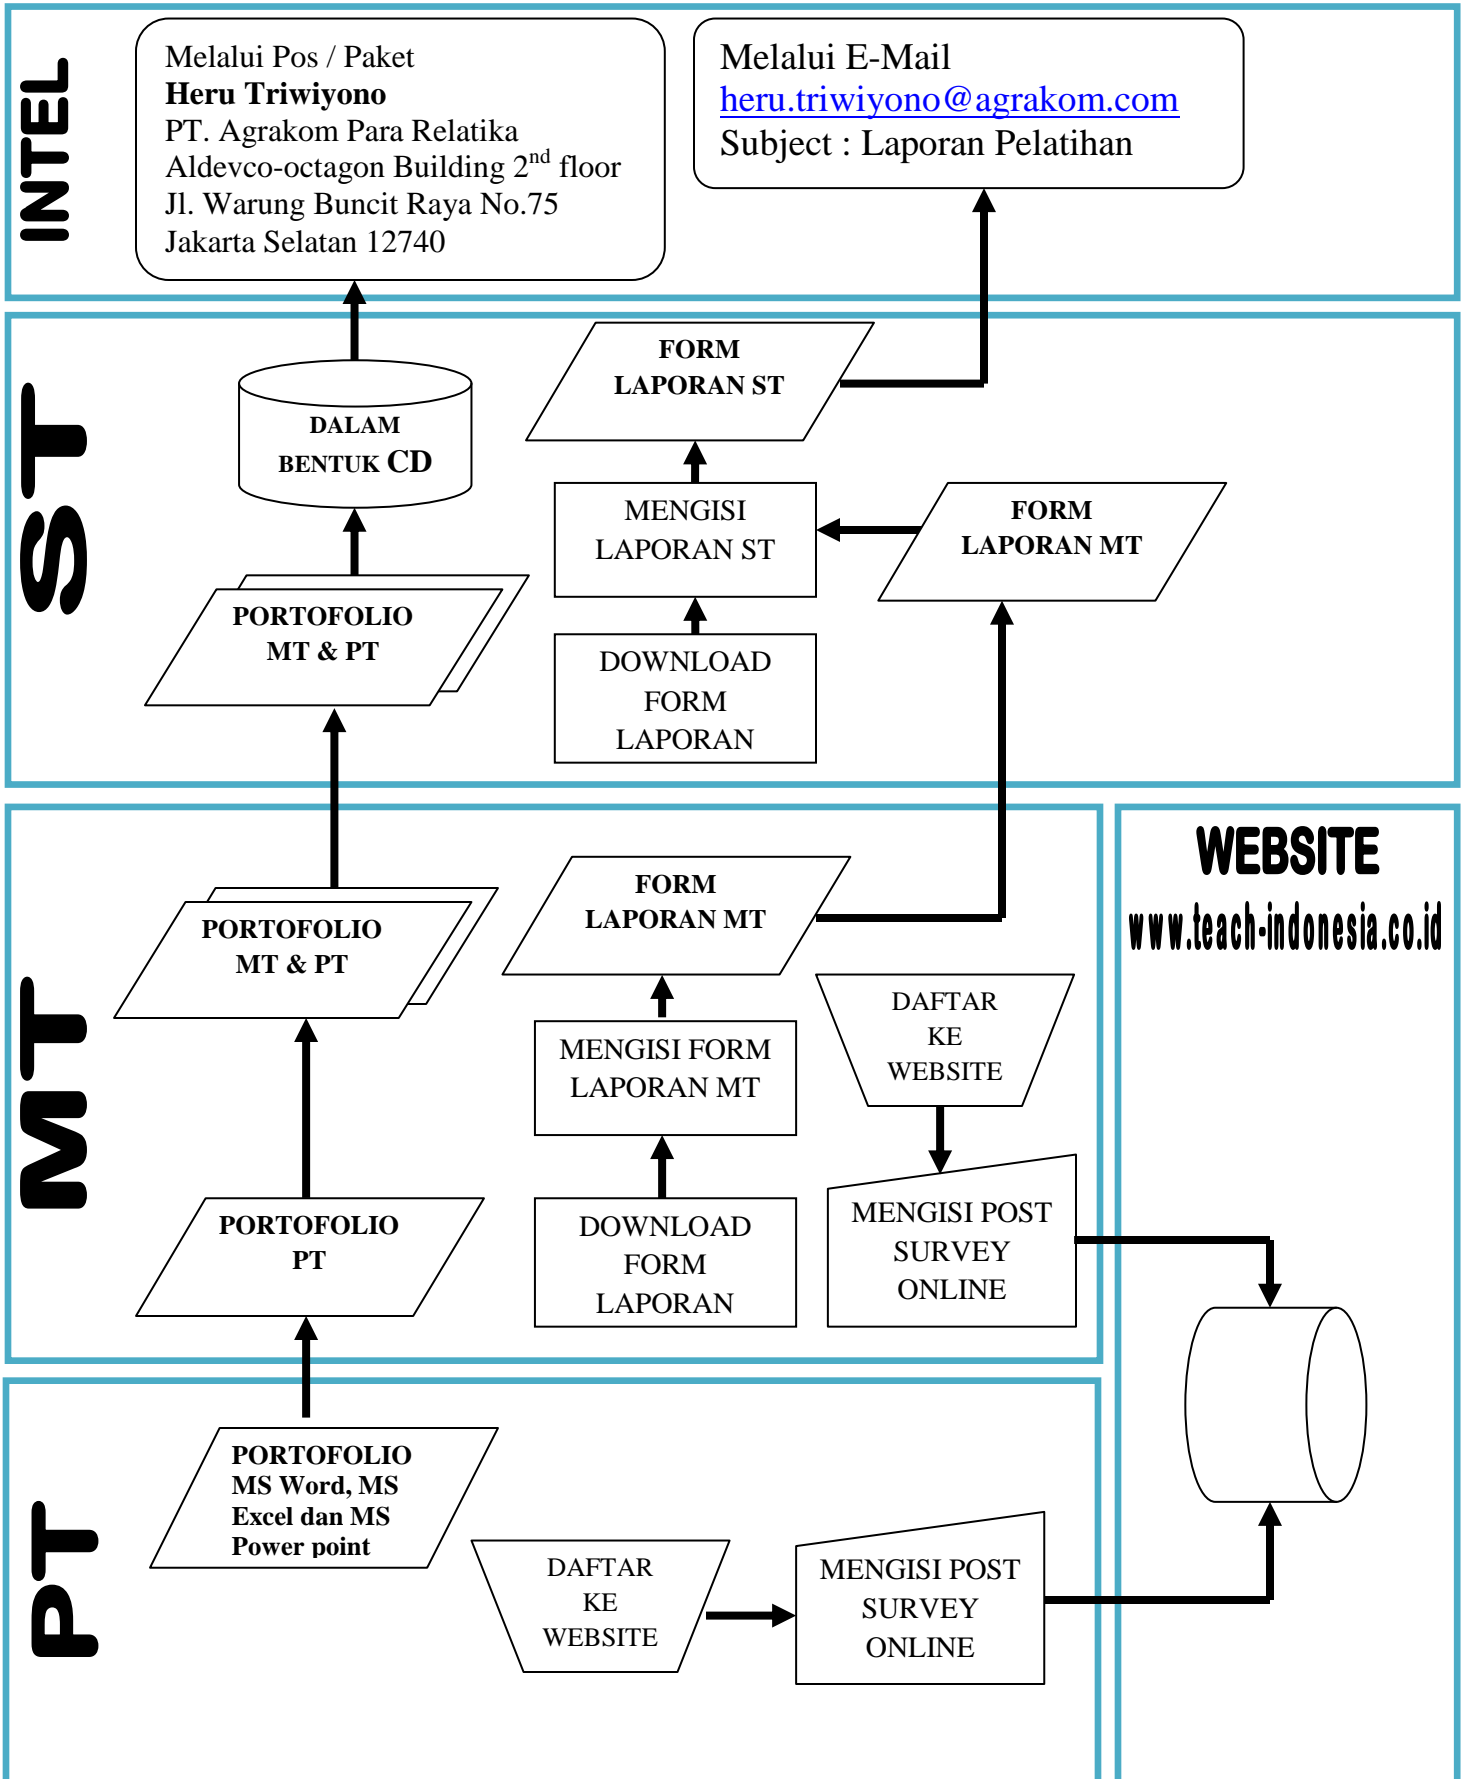 INTEL
Melalui Pos / Paket
Heru Triwiyono
PT. Agrakom Para Relatika
Aldevco-octagon Building 2nd floor
Jl. Warung Buncit Raya No.75
Jakarta Selatan 12740
Melalui E-Mail
heru.triwiyono@agrakom.com
Subject : Laporan Pelatihan
ST
DALAM
BENTUK CD
PORTOFOLIO
MT & PT
FORM
LAPORAN ST
MENGISI
LAPORAN ST
DOWNLOAD
FORM
LAPORAN
FORM
LAPORAN MT
MT
PORTOFOLIO
MT & PT
PORTOFOLIO
PT
FORM
LAPORAN MT
MENGISI FORM
LAPORAN MT
DOWNLOAD
FORM
LAPORAN
DAFTAR
KE
WEBSITE
MENGISI POST
SURVEY
ONLINE
WEBSITE
www.teach-indonesia.co.id
PT
PORTOFOLIO
MS Word, MS
Excel dan MS
Power point
DAFTAR
KE
WEBSITE
MENGISI POST
SURVEY
ONLINE